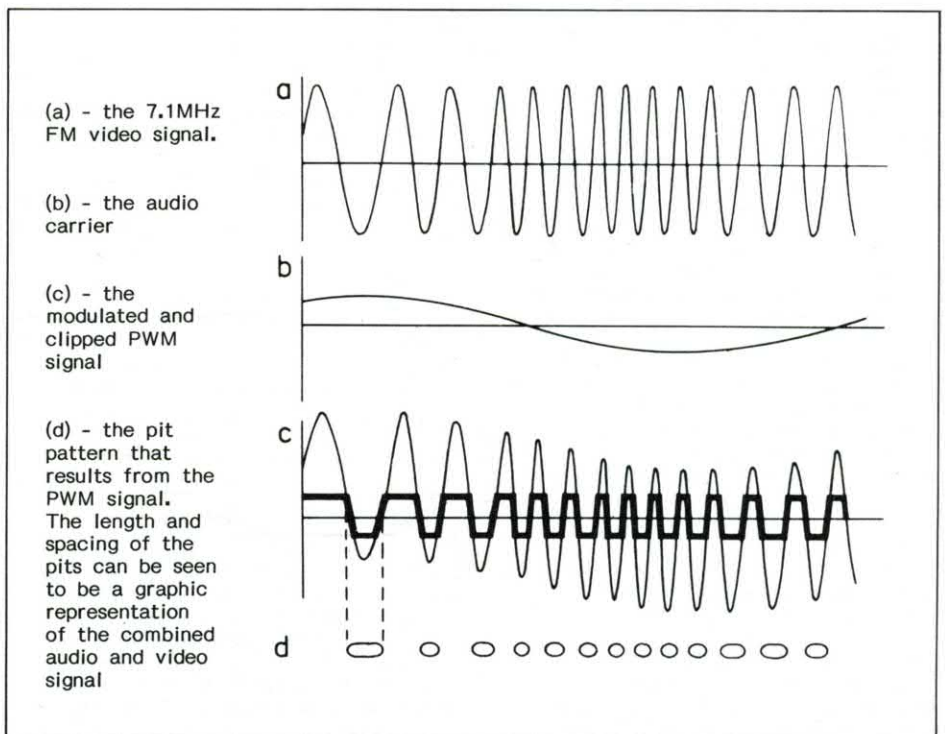 (a) - the 7.1MHz
FM video signal.
(b) - the audio
carrier
(c) - the
modulated and
clipped PWM
signal
(d) - the pit
pattern that
results from the
PWM signal.
The length and
spacing of the
pits can be seen
to be a graphic
representation
of the combined
audio and video
signal
a
b
c
d